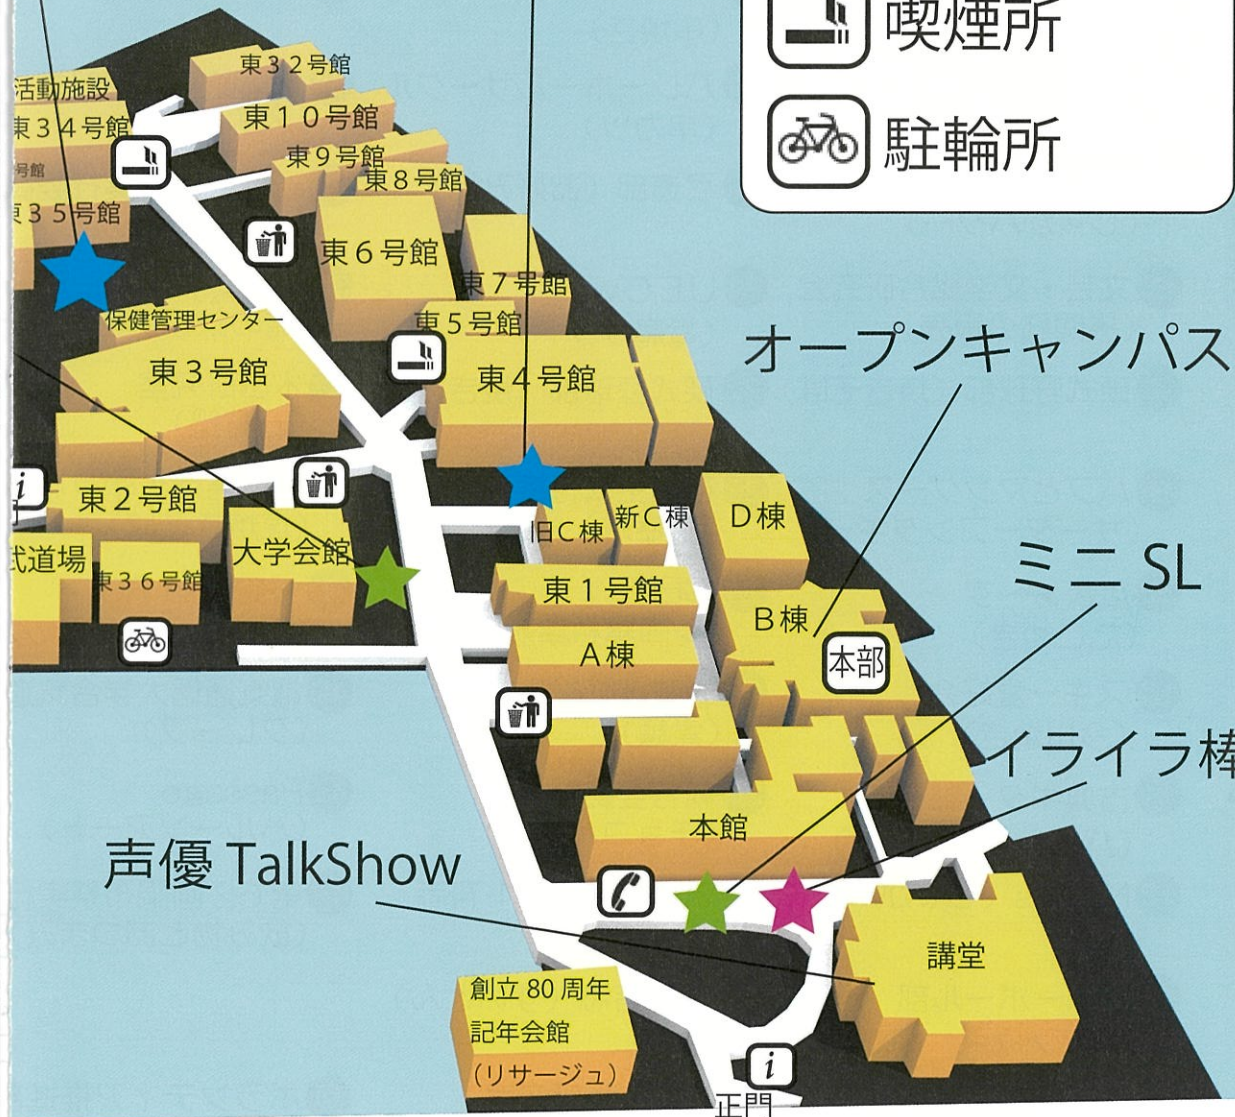 喫煙所
駐輪所
東３２号館
活動施設
東１０号館
東３４号館
東９号館
号館
東８号館
東３５号館
東６号館
東７号館
保健管理センター
東５号館
オープンキャンパス
東３号館
東４号館
i
東２号館
旧C棟
新C棟
D棟
武道場
大学会館
東３６号館
東１号館
ミニ SL
B棟
A棟
本部
イライラ棒
本館
声優 TalkShow
講堂
創立 80 周年
記年会館
（リサージュ）
i
正門